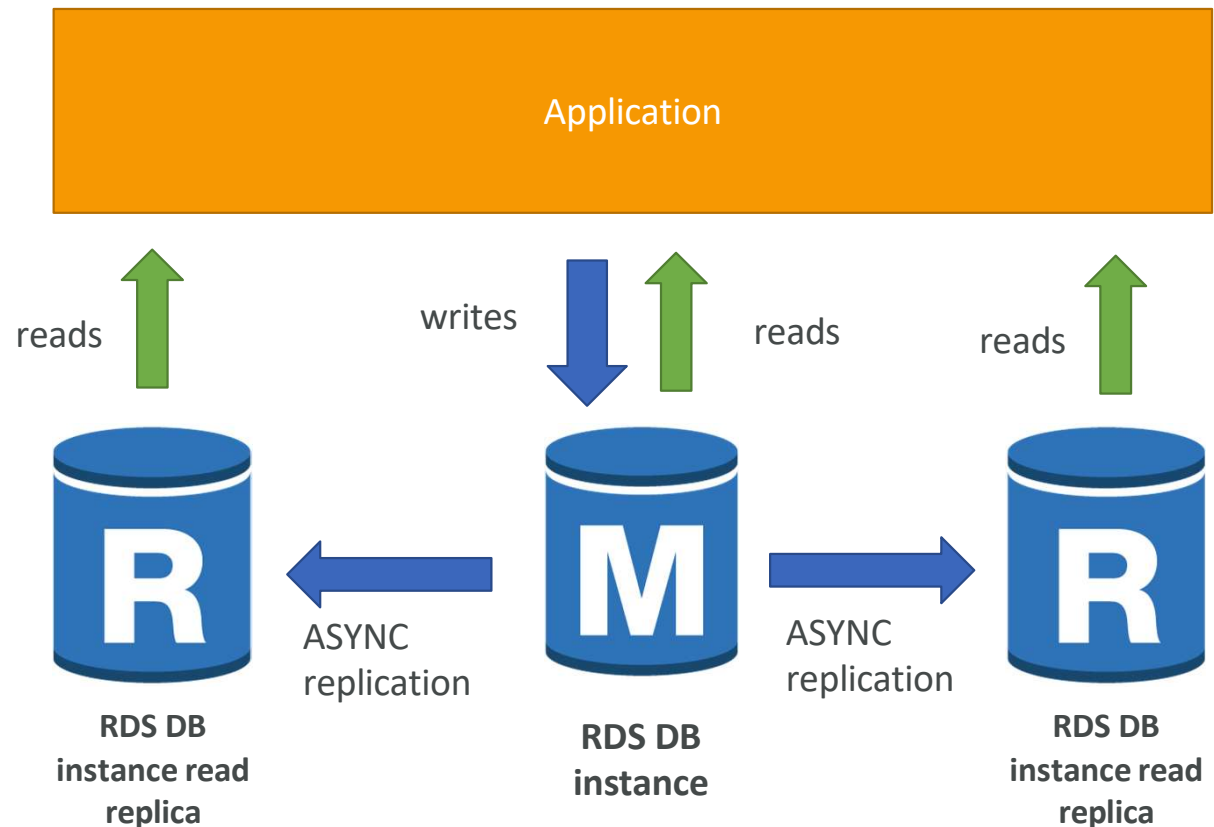 Application
reads
writes
reads
reads
R
M
R
ASYNC
replication
ASYNC
replication
RDS DB
instance read
replica
RDS DB
instance
RDS DB
instance read
replica